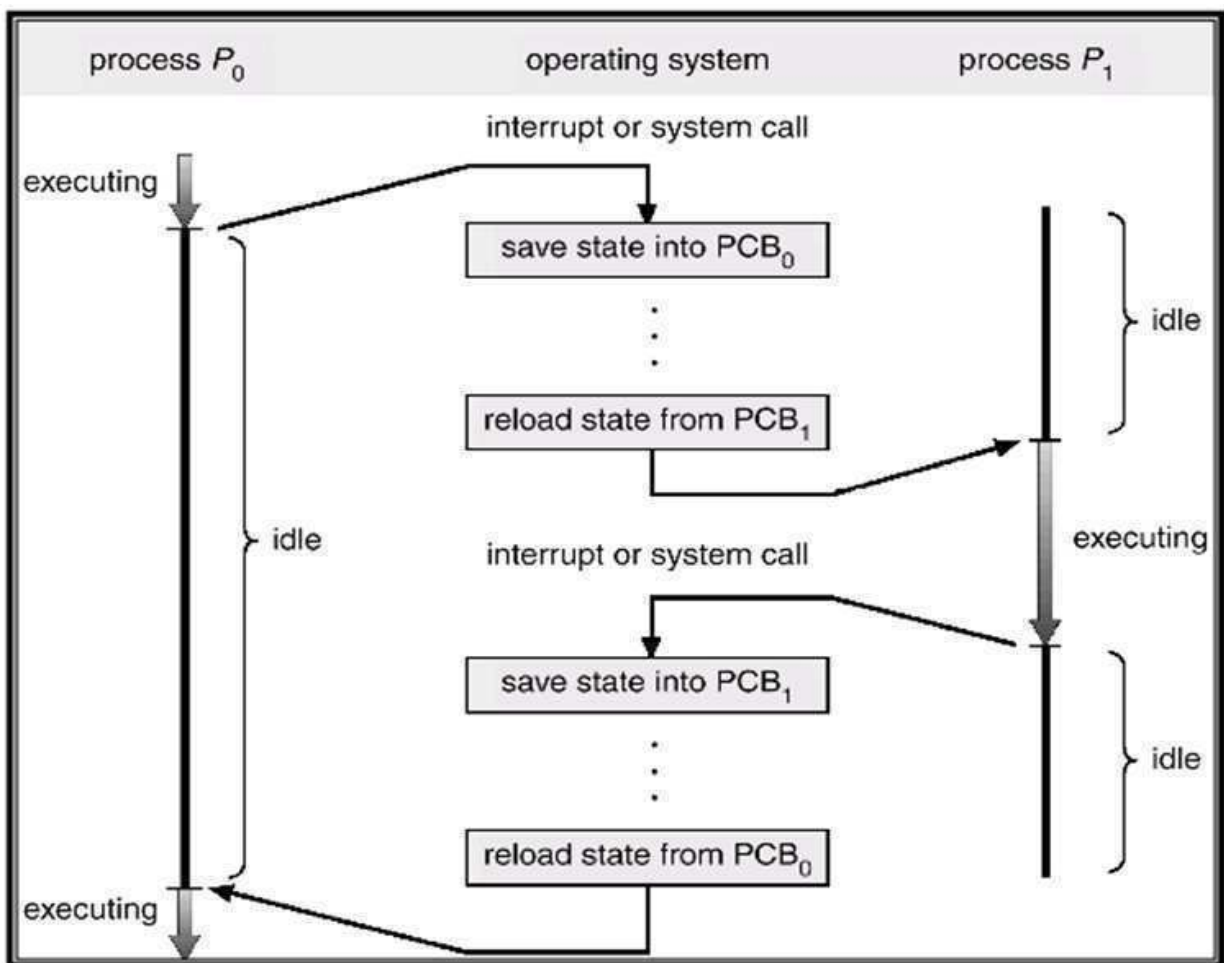 process P₀ operating system process P₁
interrupt or system call
executing
save state into PCB₀
idle
reload state from PCB₁
idle
interrupt or system call
executing
save state into PCB₁
idle
reload state from PCB₀
executing